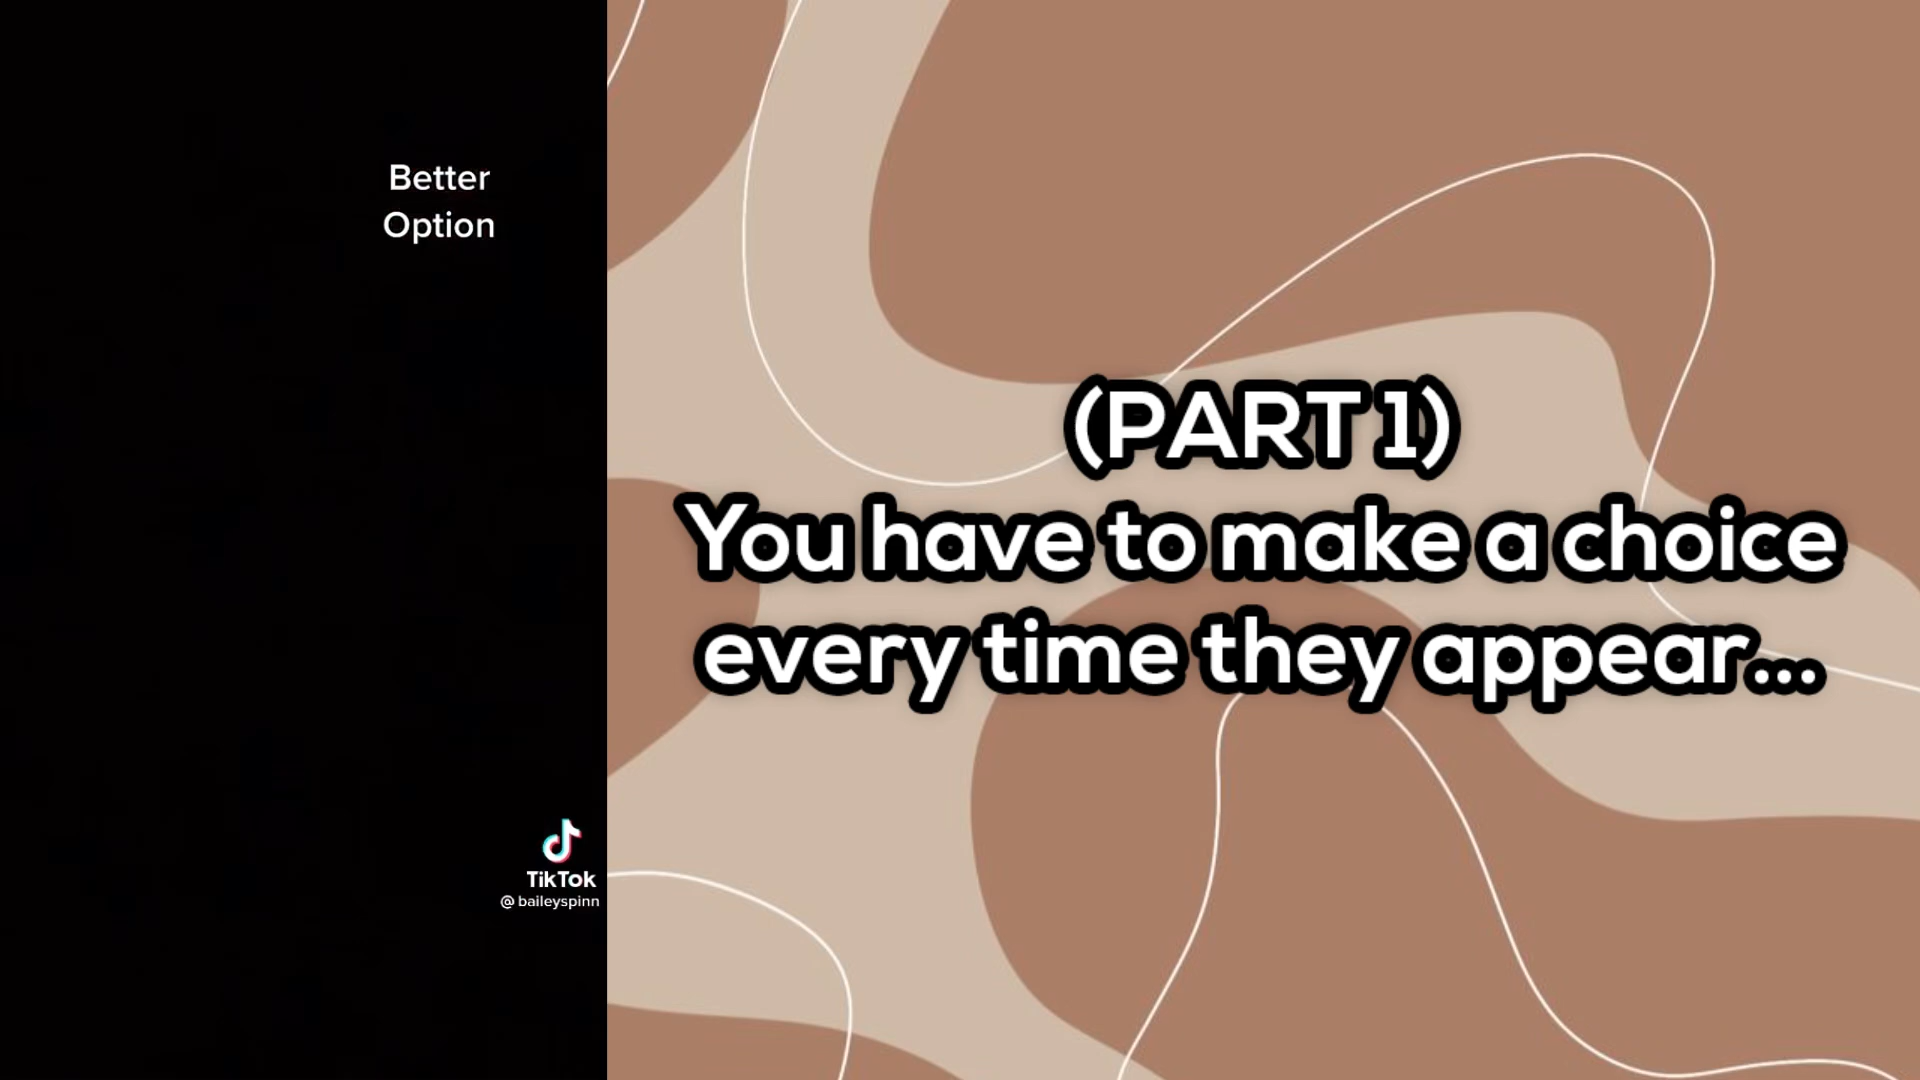 Better
Option
TikTok
@ baileyspinn
(PART 1)
You have to make a choice
every time they appear...